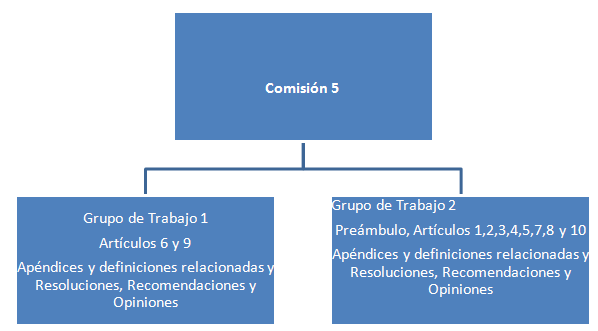 Comisión 5
Grupo de Trabajo 1
Artículos 6 y 9
Apéndices y definiciones relacionadas y
Resoluciones, Recomendaciones y
Opiniones
Grupo de Trabajo 2
Preámbulo, Artículos 1,2,3,4,5,7,8 y 10
Apéndices y definiciones relacionadas y
Resoluciones, Recomendaciones y
Opiniones